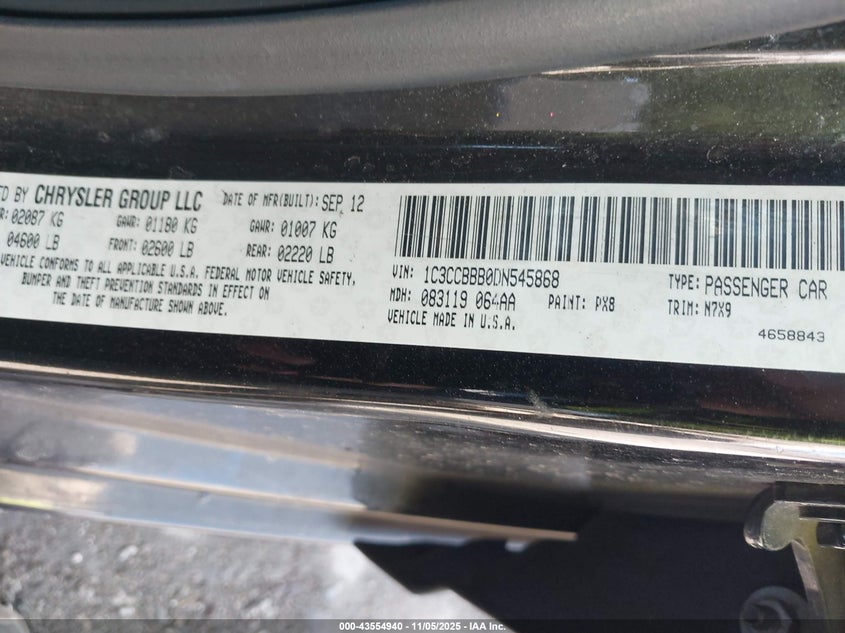 TD BY CHRYSLER GROUP LLC DATE OF MFR(BUILT): SEP 12
R: 02087 KG GAWR: 01180 KG GAWR: 01007 KG
04600 LB FRONT: 02600 LB REAR: 02220 LB
VEHICLE CONFORMS TO ALL APPLICABLE U.S.A. FEDERAL MOTOR VEHICLE SAFETY,
BUMPER AND THEFT PREVENTION STANDARDS IN EFFECT ON
THE DATE OF MANUFACTURE SHOWN ABOVE.
VIN: 1C3CCBBB0DN545868 TYPE: PASSENGER CAR
MDH: 083119 064AA PAINT: PX8 TRIM: N7X9
VEHICLE MADE IN U.S.A.
4658843
000-43554940 | 11/05/2025 - IAA Inc.